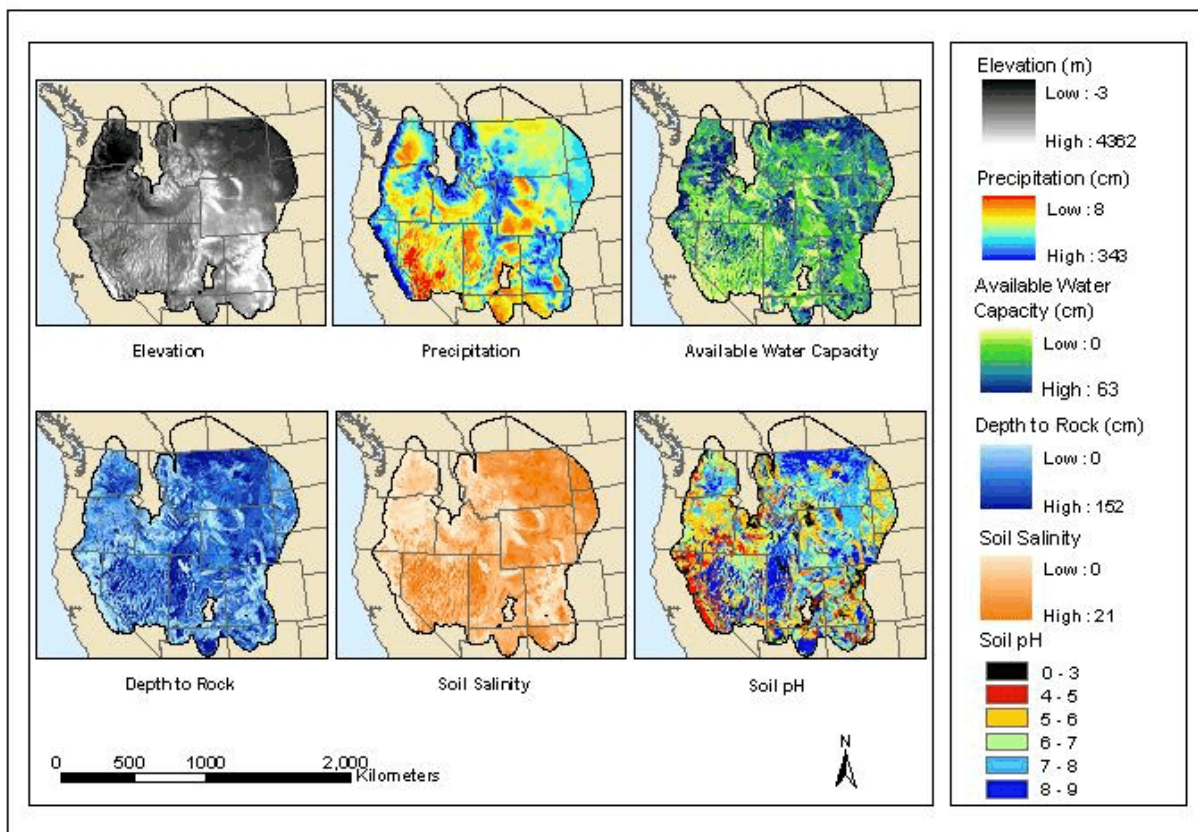 Elevation
Precipitation
Available Water Capacity
Depth to Rock
Soil Salinity
Soil pH
0
500
1000
2,000
Kilometers
N
Elevation (m)
Low : -3
High : 4362
Precipitation (cm)
Low : 8
High : 343
Available Water
Capacity (cm)
Low : 0
High : 63
Depth to Rock (cm)
Low : 0
High : 152
Soil Salinity
Low : 0
High : 21
Soil pH
0 - 3
4 - 5
5 - 6
6 - 7
7 - 8
8 - 9